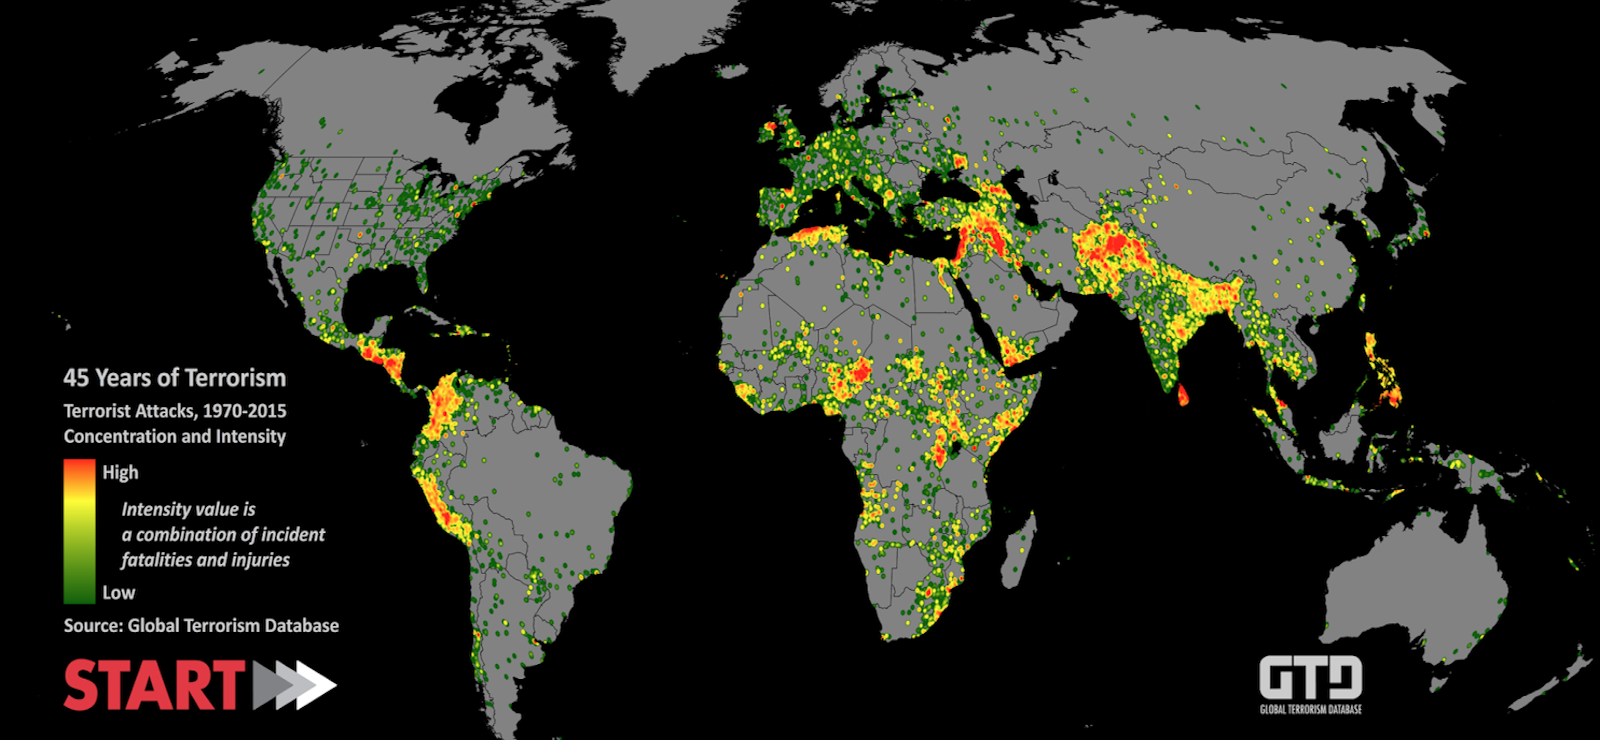 45 Years of Terrorism
Terrorist Attacks, 1970-2015
Concentration and Intensity
High
Intensity value is
a combination of incident
fatalities and injuries
Low
Source: Global Terrorism Database
START
GTD
GLOBAL TERRORISM DATABASE